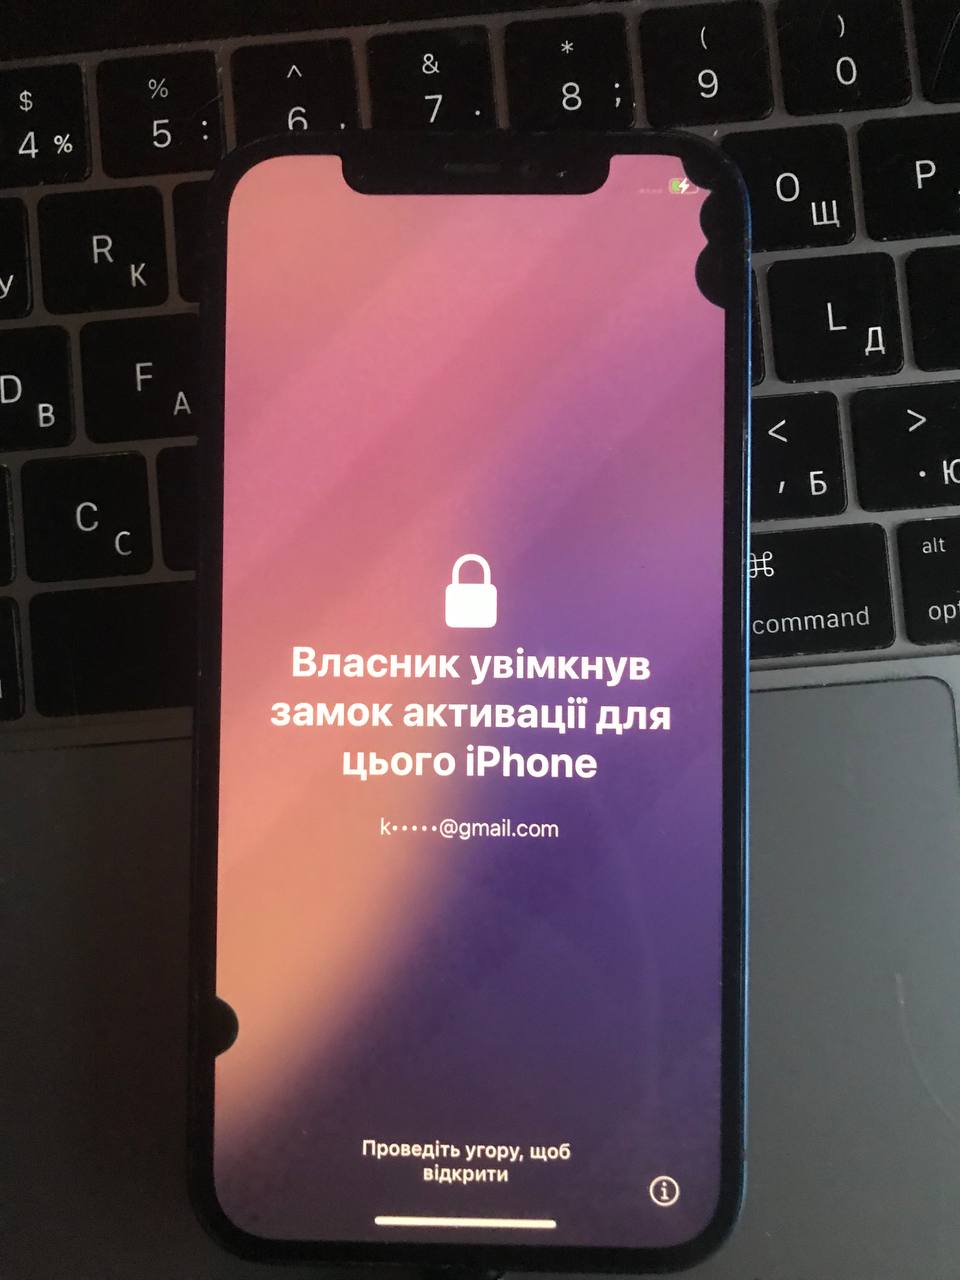 $ % ^ & * ( )
4 % 5 : 6 , 7 . 8 ; 9 0
R К O Щ P
у
D В F А L Д
C С < , Б > . Ю
⌘ alt
command opt
Власник увімкнув
замок активації для
цього iPhone
k•••••@gmail.com
Проведіть угору, щоб
відкрити